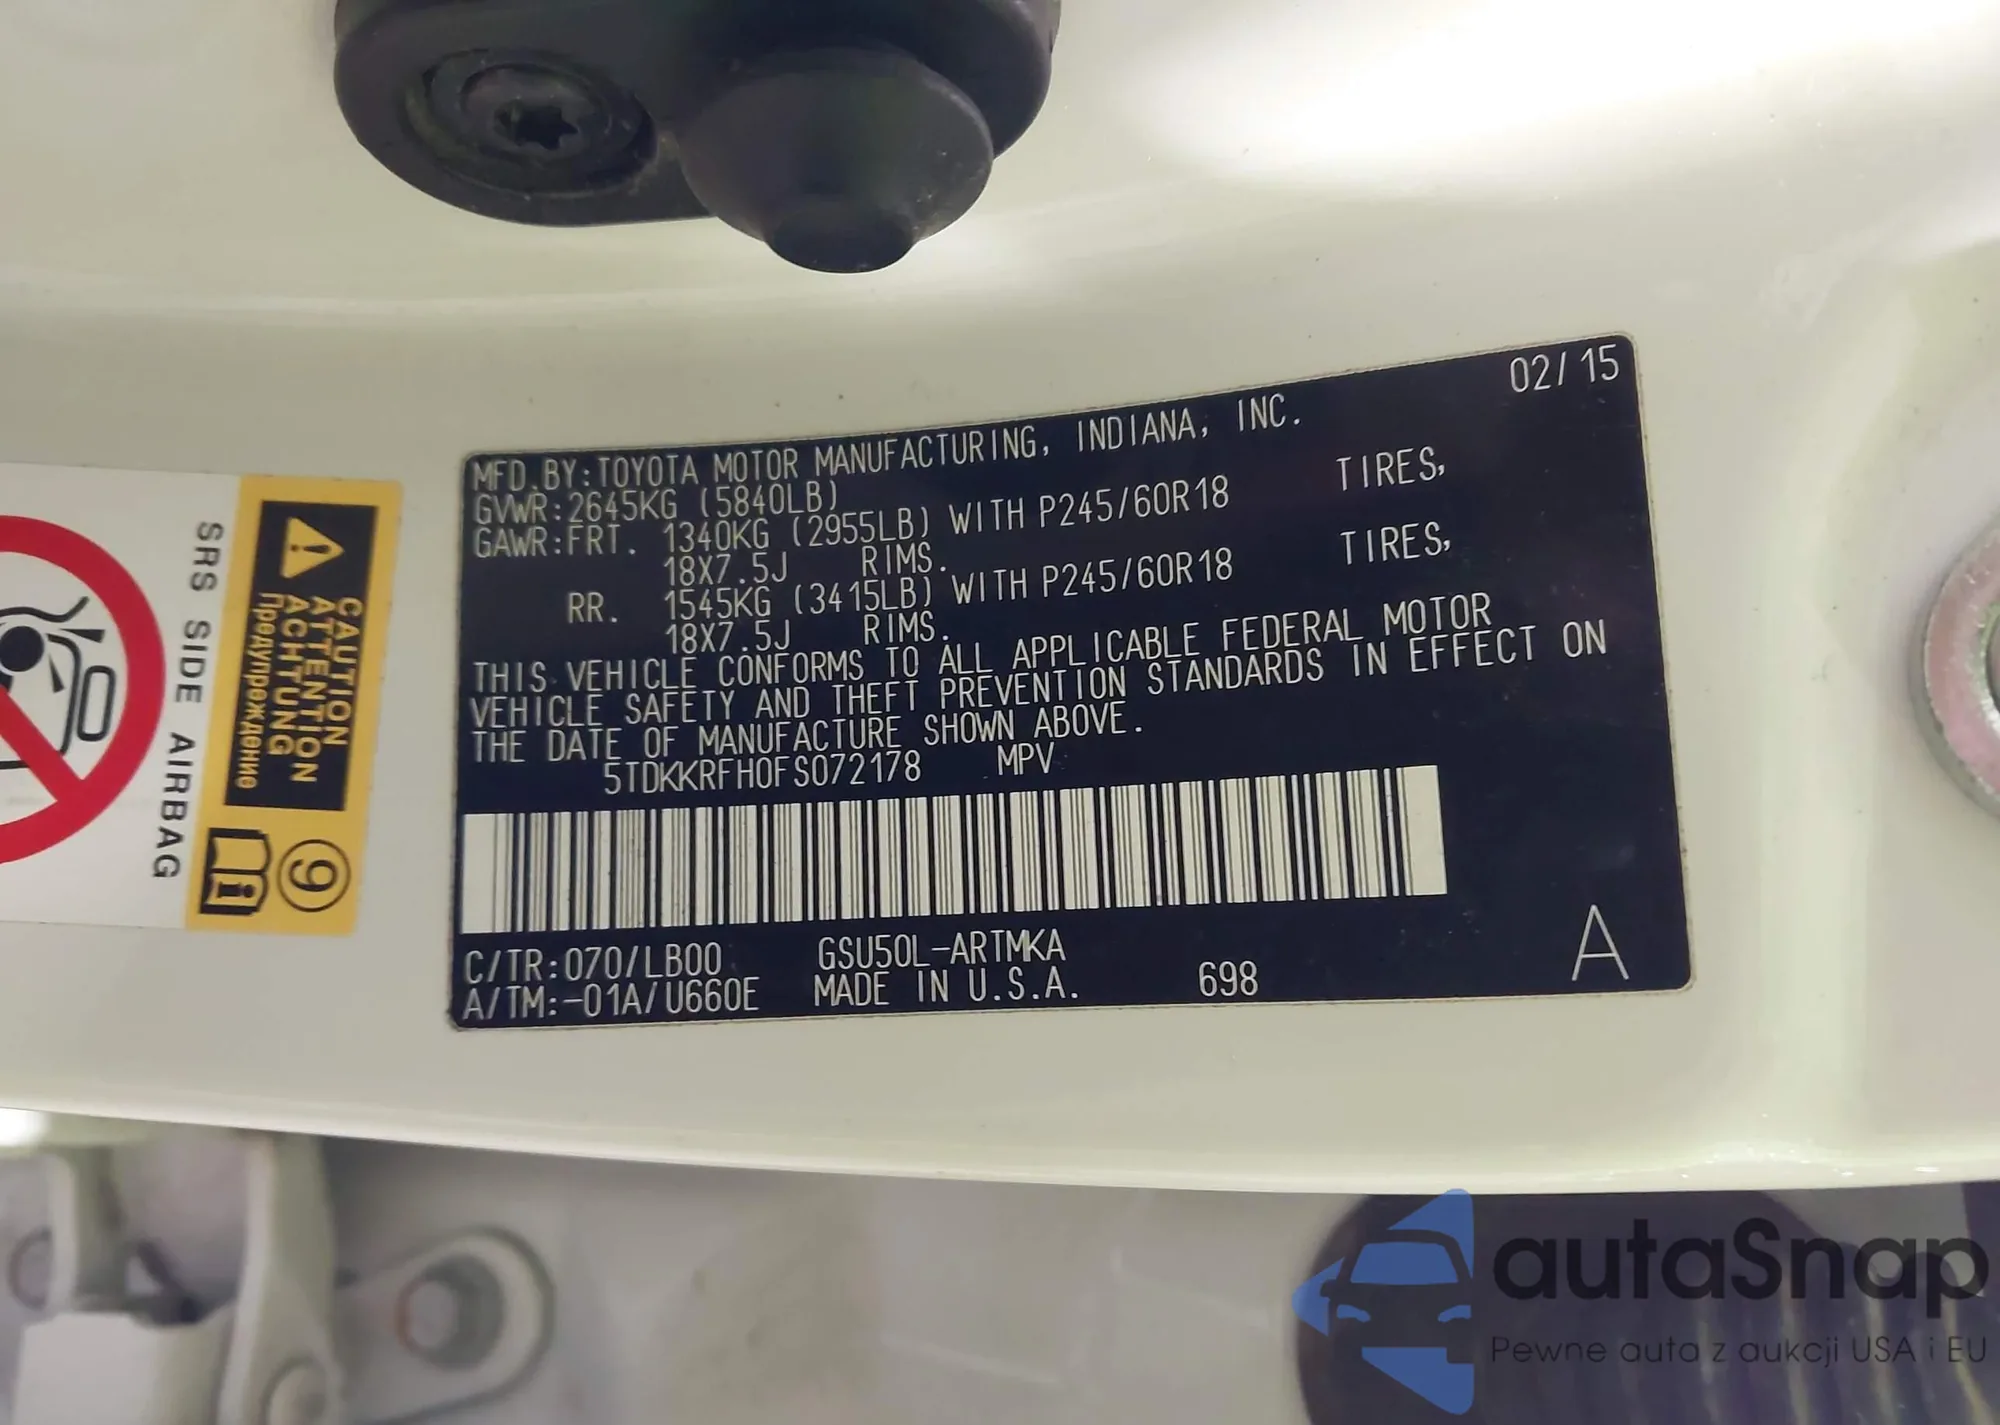 02/15
MFD.BY:TOYOTA MOTOR MANUFACTURING, INDIANA, INC.
GVWR:2645KG (5840LB)
GAWR:FRT. 1340KG (2955LB) WITH P245/60R18 TIRES,
18X7.5J RIMS.
RR. 1545KG (3415LB) WITH P245/60R18 TIRES,
18X7.5J RIMS.
THIS VEHICLE CONFORMS TO ALL APPLICABLE FEDERAL MOTOR
VEHICLE SAFETY AND THEFT PREVENTION STANDARDS IN EFFECT ON
THE DATE OF MANUFACTURE SHOWN ABOVE.
5TDKKRFH0FS072178 MPV
C/TR:070/LB00 GSU50L-ARTMKA
A/TM:-01A/U660E MADE IN U.S.A. 698
A
CAUTION
ATTENTION
ACHTUNG
Предупреждение
9
i
SRS SIDE AIRBAG
autaSnap
Pewne auta z aukcji USA i EU